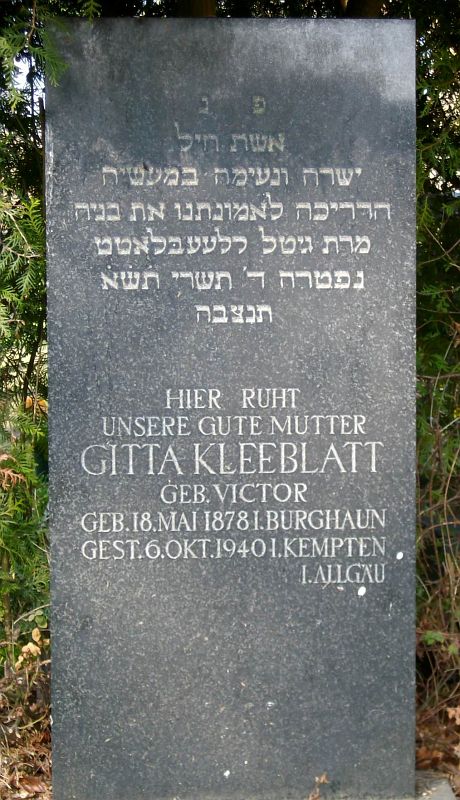 פ נ
אשת חיל
ישרה ונעימה במעשיה
הדריכה לאמונתנו את בניה
מרת גיטל קלעעבלאטט
נפטרה ד׳ תשרי תשא
תנצבה
HIER RUHT
UNSERE GUTE MUTTER
GITTA KLEEBLATT
GEB. VICTOR
GEB. 18. MAI 1878 I. BURGHAUN
GEST. 6. OKT. 1940 I. KEMPTEN
I. ALLGÄU